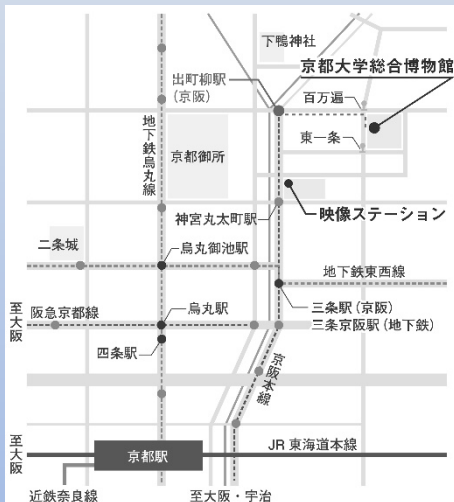 下鴨神社
京都大学総合博物館
出町柳駅
(京阪)
百万遍
地下鉄烏丸線
東一条
京都御所
神宮丸太町駅
映像ステーション
二条城
烏丸御池駅
地下鉄東西線
至大阪
阪急京都線
烏丸駅
三条駅(京阪)
三条京阪駅(地下鉄)
四条駅
京阪本線
至大阪
京都駅
JR東海道本線
近鉄奈良線
至大阪・宇治